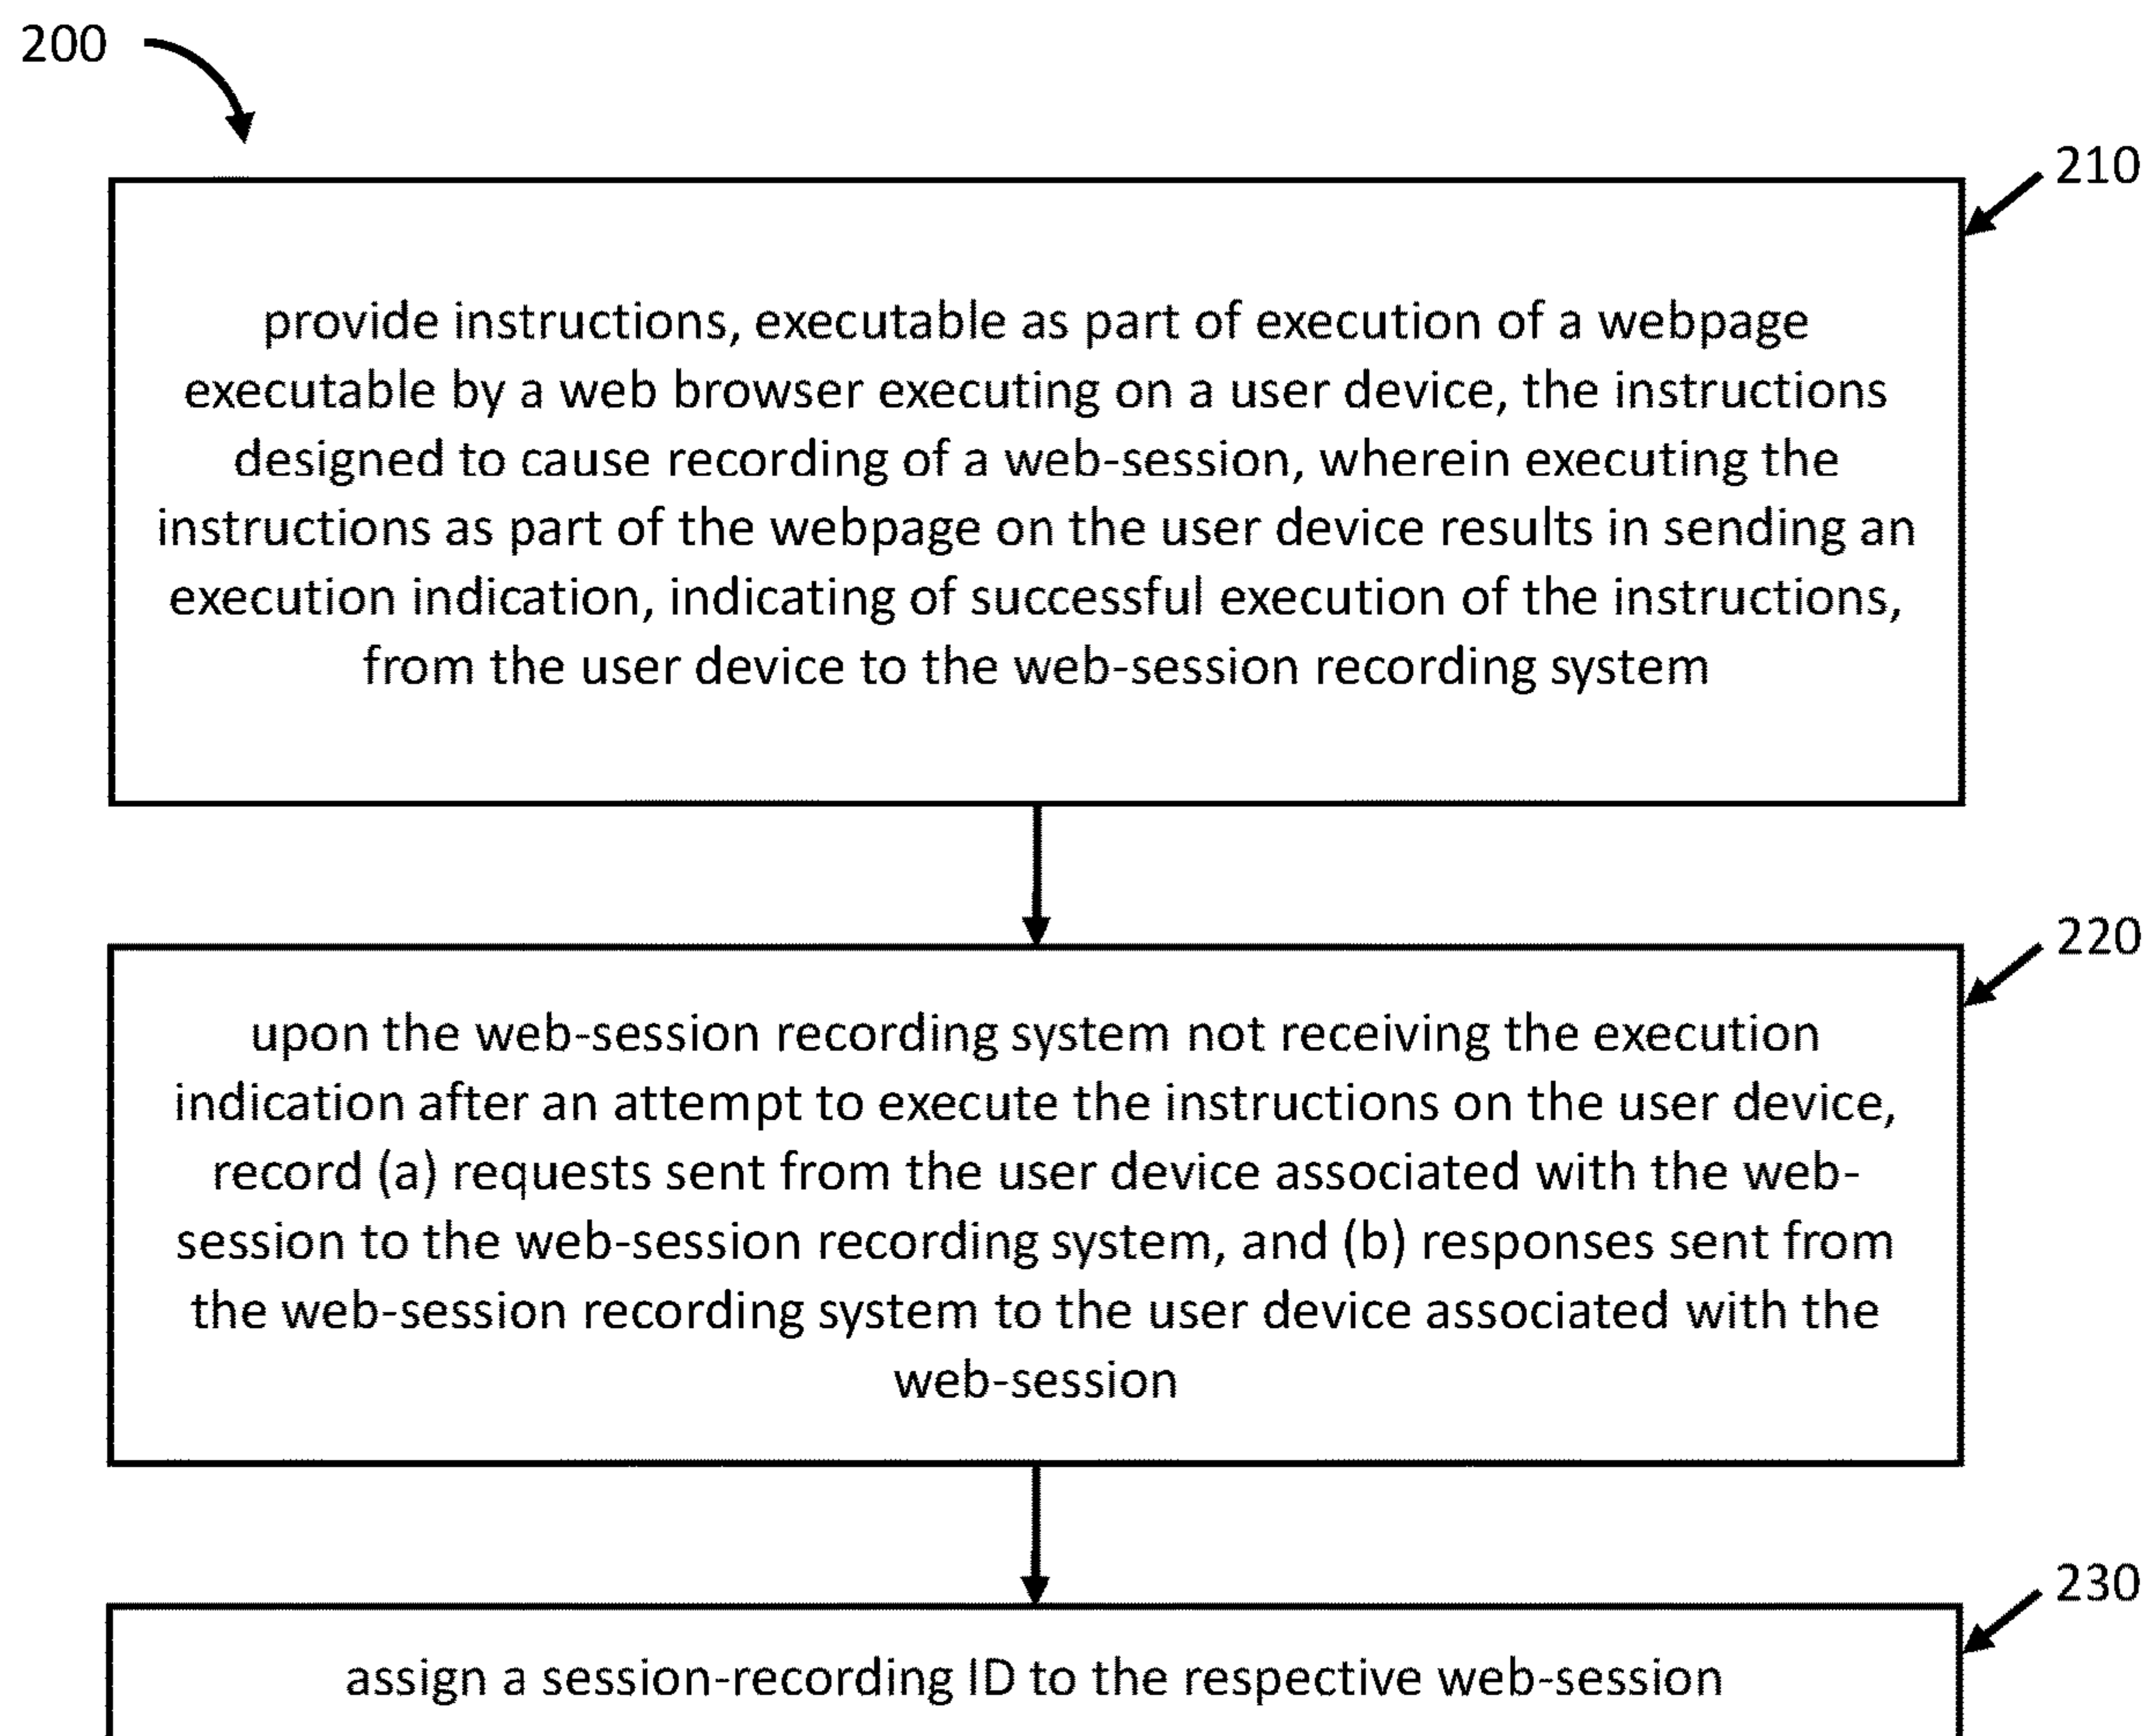 200
210
provide instructions, executable as part of execution of a webpage
executable by a web browser executing on a user device, the instructions
designed to cause recording of a web-session, wherein executing the
instructions as part of the webpage on the user device results in sending an
execution indication, indicating of successful execution of the instructions,
from the user device to the web-session recording system
220
upon the web-session recording system not receiving the execution
indication after an attempt to execute the instructions on the user device,
record (a) requests sent from the user device associated with the web-
session to the web-session recording system, and (b) responses sent from
the web-session recording system to the user device associated with the
web-session
230
assign a session-recording ID to the respective web-session